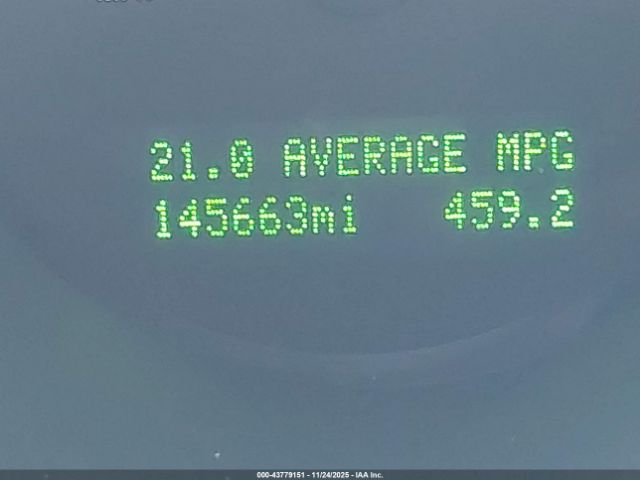 21.0 AVERAGE MPG
145663mi 459.2
000-43779151 - 11/24/2025 - IAA Inc.